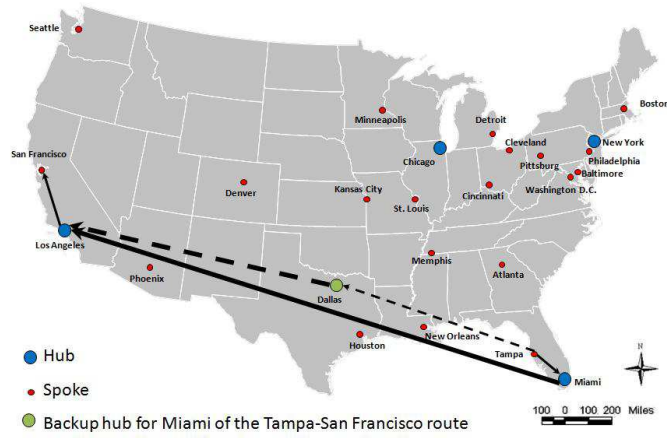 Seattle
Minneapolis
Detroit
Boston
New York
Cleveland
Chicago
Pittsburg
Philadelphia
Baltimore
San Francisco
Denver
Kansas City
St. Louis
Cincinnati
Washington D.C.
Los Angeles
Phoenix
Memphis
Atlanta
Dallas
New Orleans
Houston
Tampa
Miami
N
Hub
Spoke
Backup hub for Miami of the Tampa-San Francisco route
100 0 100 200 Miles